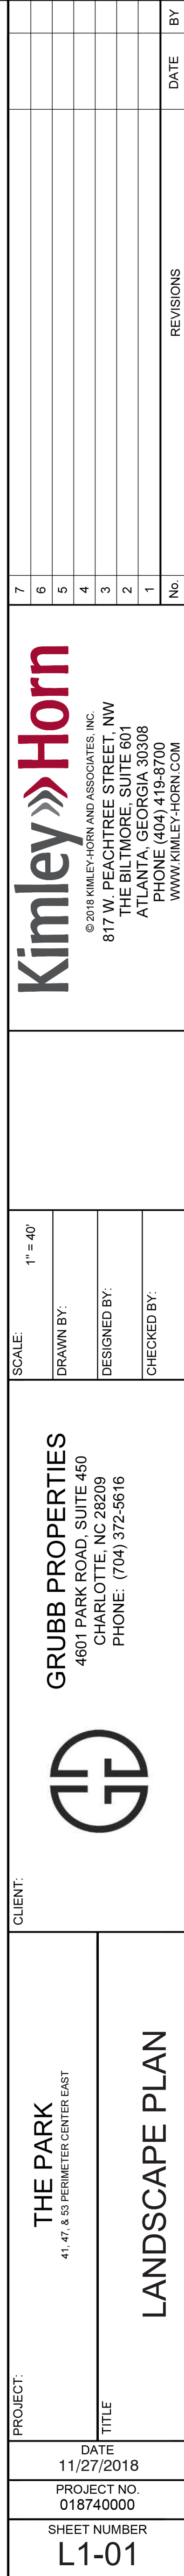 No. REVISIONS DATE BY
1
2
3
4
5
6
7
Kimley»Horn
© 2018 KIMLEY-HORN AND ASSOCIATES, INC.
817 W. PEACHTREE STREET, NW
THE BILTMORE, SUITE 601
ATLANTA, GEORGIA 30308
PHONE (404) 419-8700
WWW.KIMLEY-HORN.COM
SCALE: 1" = 40'
DRAWN BY:
DESIGNED BY:
CHECKED BY:
CLIENT:
GRUBB PROPERTIES
4601 PARK ROAD, SUITE 450
CHARLOTTE, NC 28209
PHONE: (704) 372-5616
PROJECT:
THE PARK
41, 47, & 53 PERIMETER CENTER EAST
TITLE
LANDSCAPE PLAN
DATE
11/27/2018
PROJECT NO.
018740000
SHEET NUMBER
L1-01